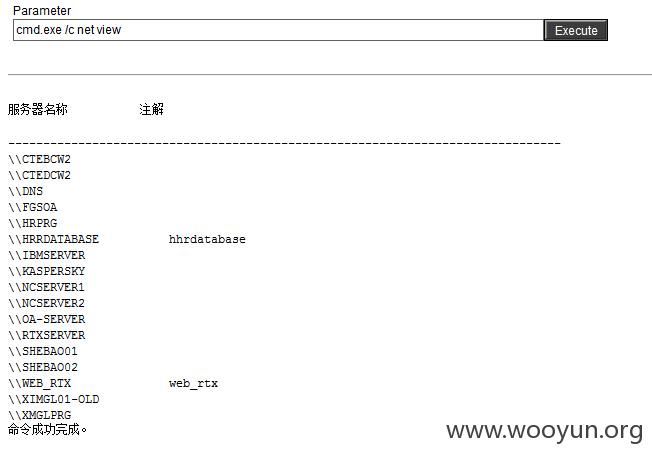 Parameter
cmd.exe /c net view Execute
服务器名称 注解
-------------------------------------------------------------------------------
\\CTEBCW2
\\CTEDCW2
\\DNS
\\FGSOA
\\HRPRG
\\HRRDATABASE hhrdatabase
\\IBMSERVER
\\KASPERSKY
\\NCSERVER1
\\NCSERVER2
\\OA-SERVER
\\RTXSERVER
\\SHEBAO01
\\SHEBAO02
\\WEB_RTX web_rtx
\\XIMGL01-OLD
\\XMGLPRG
命令成功完成。
www.wooyun.org